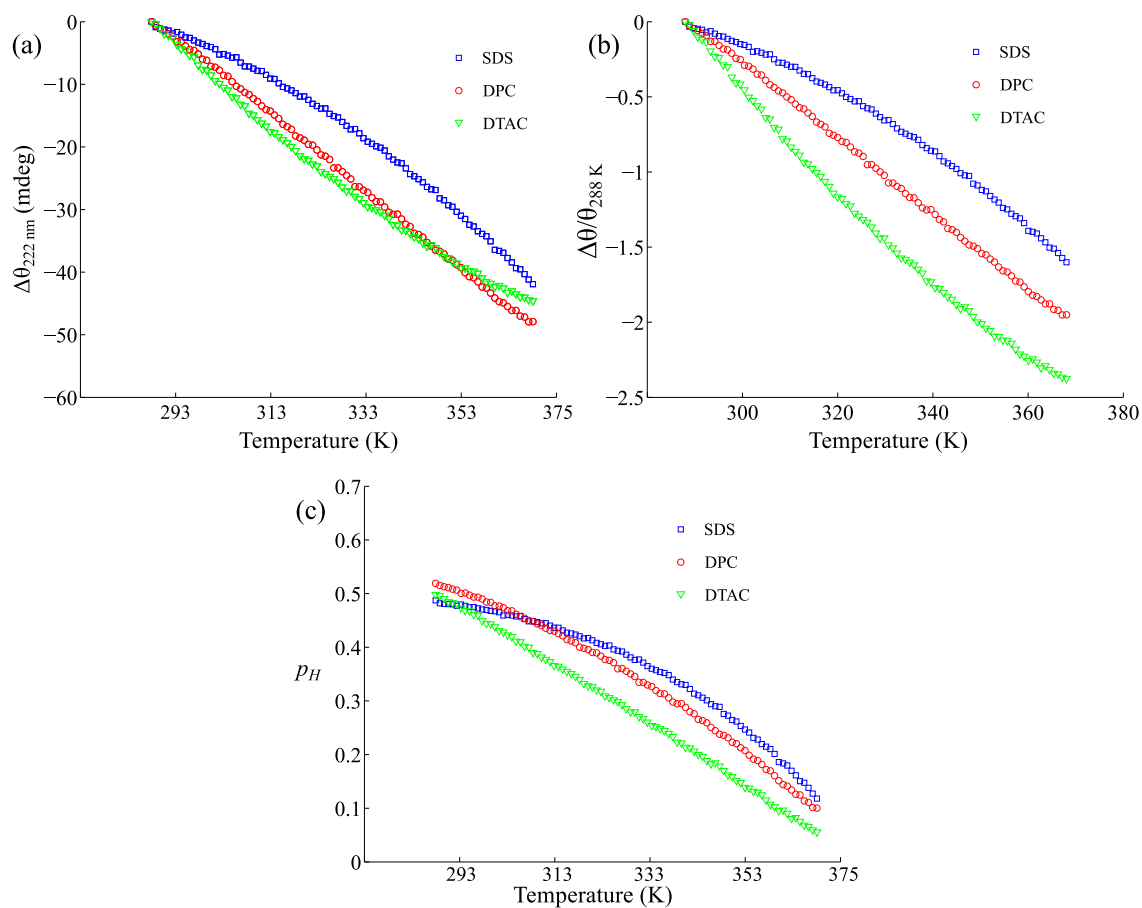 (a)
SDS
DPC
DTAC
0
−10
−20
−30
−40
−50
−60
293 313 333 353 375
Δθ222 nm (mdeg)
Temperature (K)
(b)
SDS
DPC
DTAC
0
−0.5
−1
−1.5
−2
−2.5
300 320 340 360 380
Δθ/θ288 K
Temperature (K)
(c)
SDS
DPC
DTAC
0.7
0.6
0.5
0.4
0.3
0.2
0.1
0
293 313 333 353 375
pH
Temperature (K)